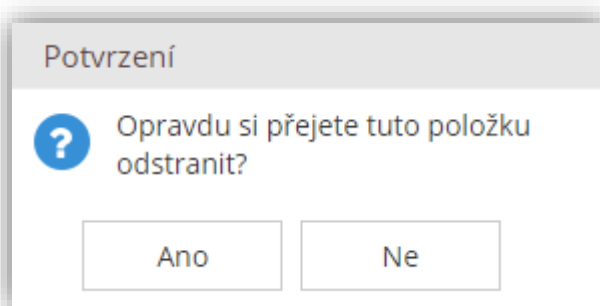 Potvrzení
Opravdu si přejete tuto položku
odstranit?
Ano
Ne